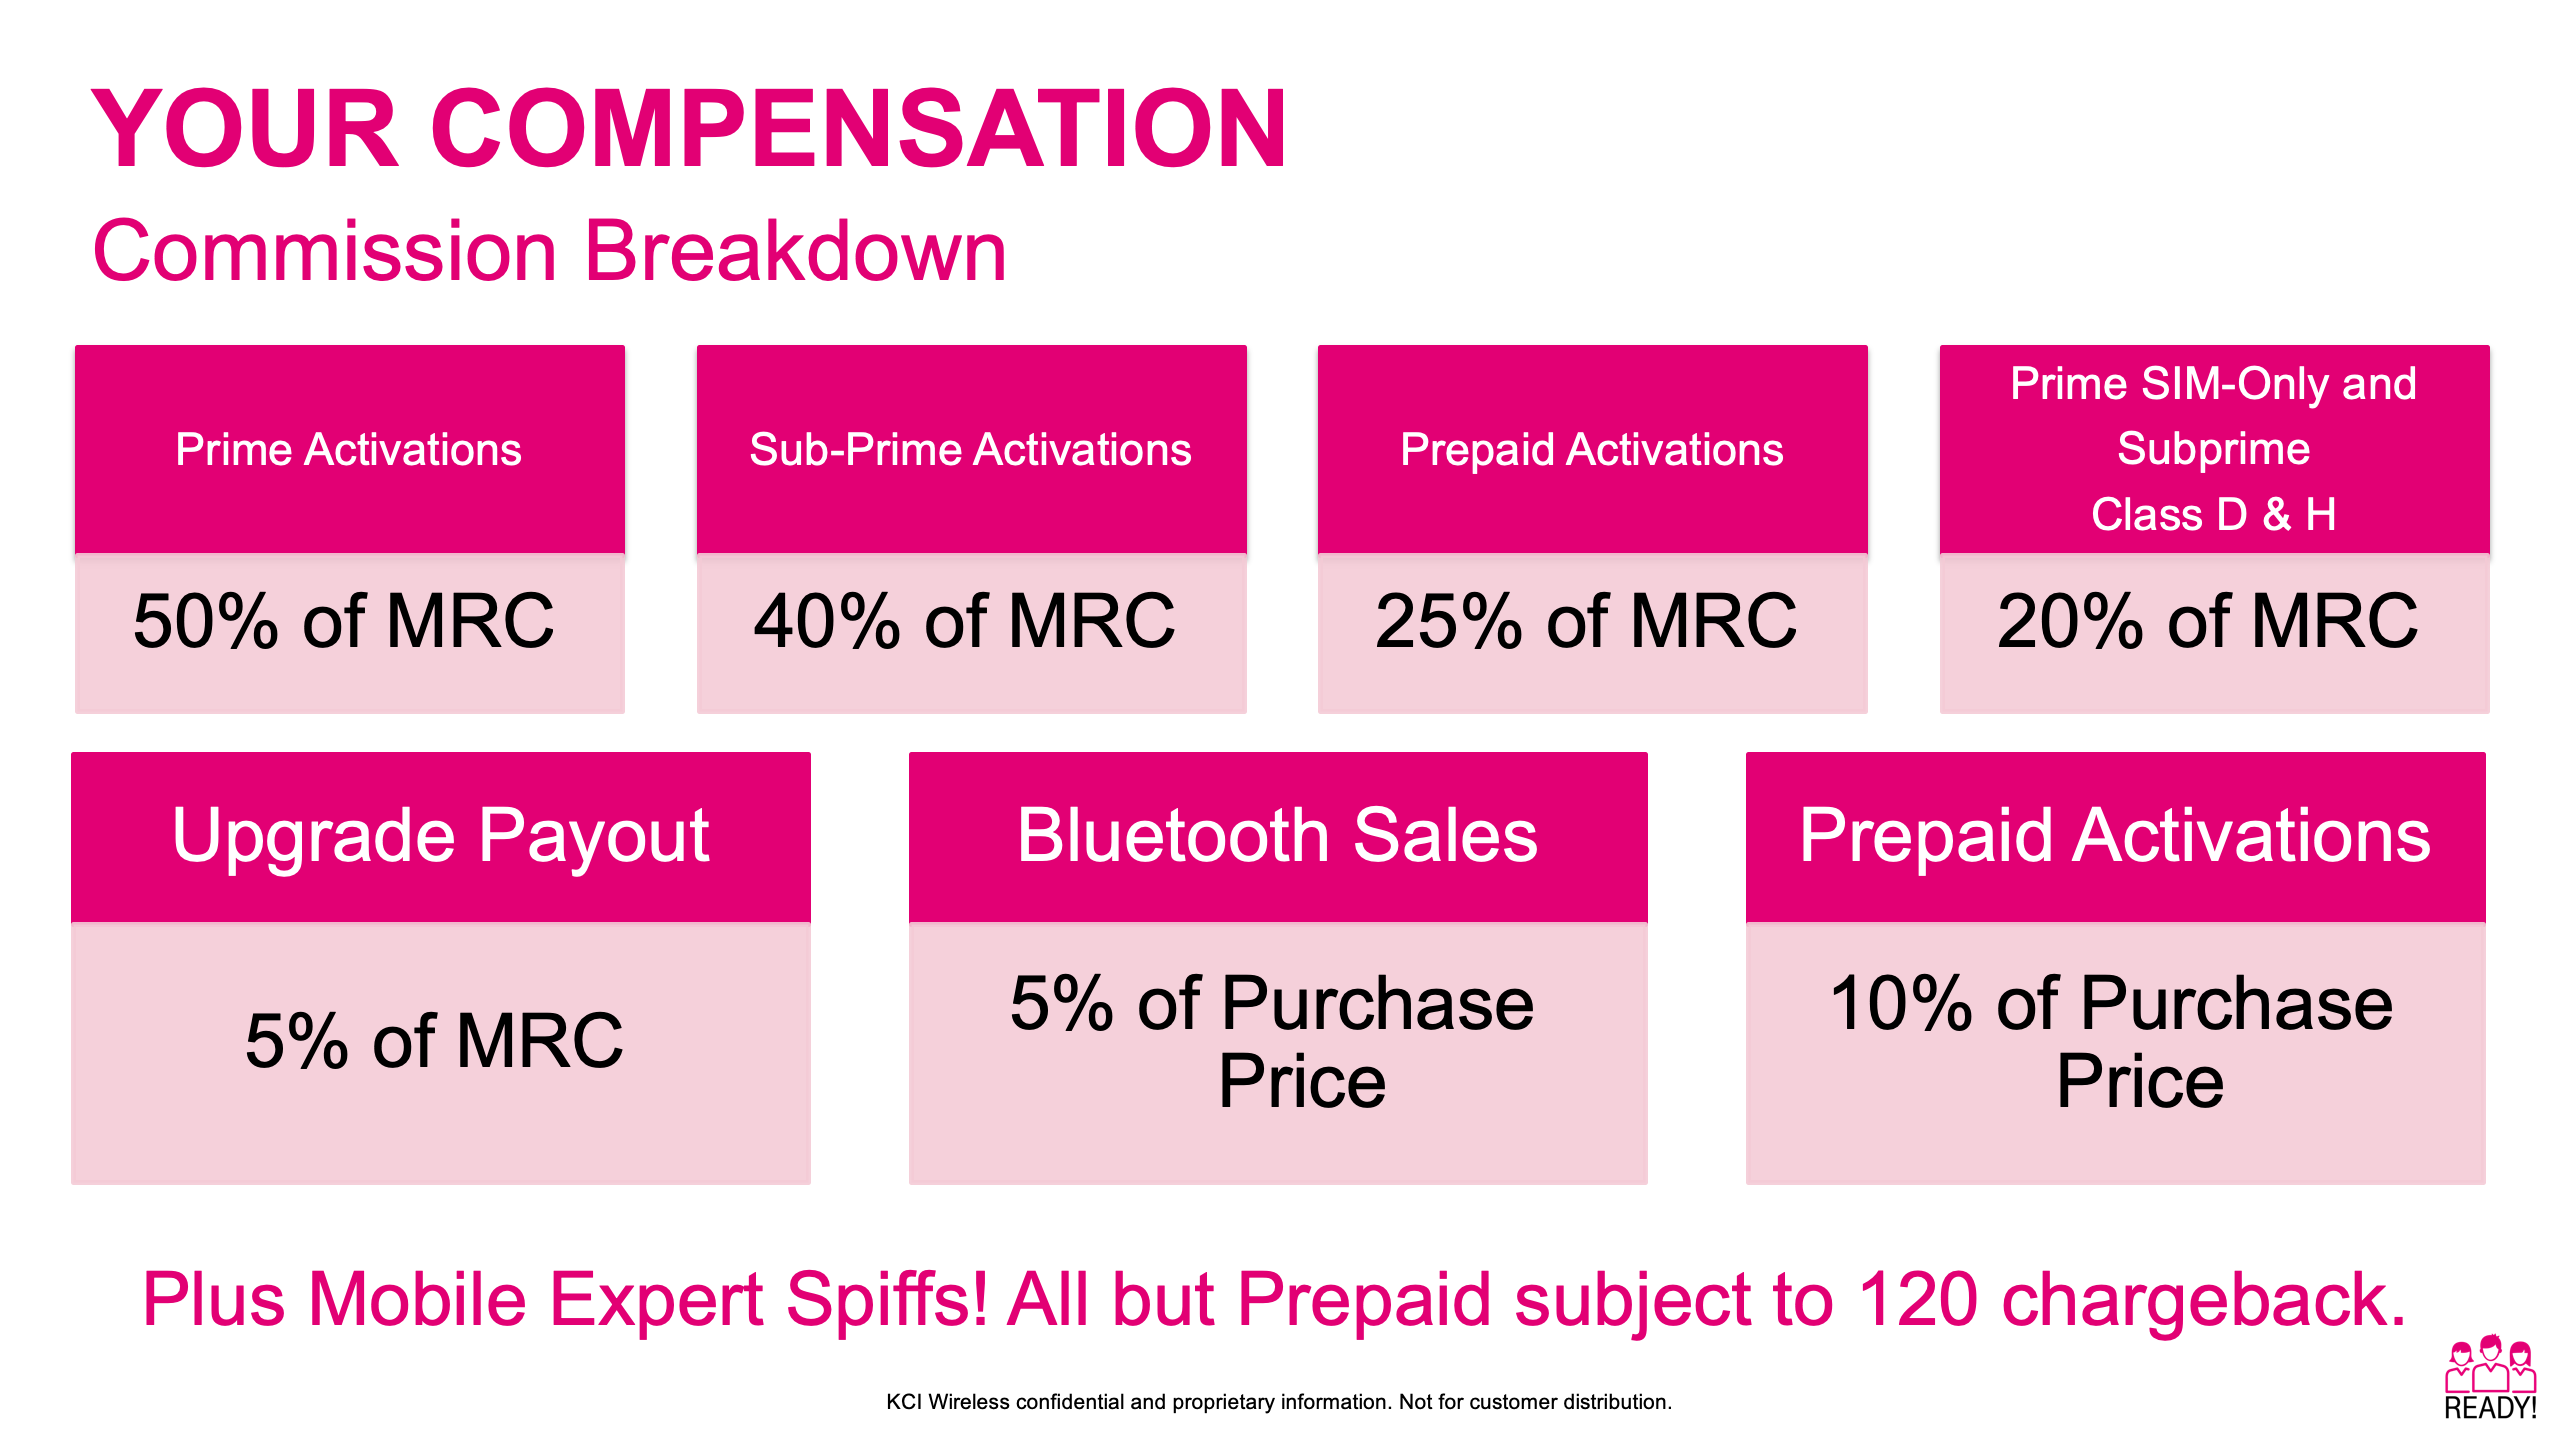 YOUR COMPENSATION
Commission Breakdown
Prime Activations
50% of MRC
Sub-Prime Activations
40% of MRC
Prepaid Activations
25% of MRC
Prime SIM-Only and
Subprime
Class D & H
20% of MRC
Upgrade Payout
5% of MRC
Bluetooth Sales
5% of Purchase
Price
Prepaid Activations
10% of Purchase
Price
Plus Mobile Expert Spiffs! All but Prepaid subject to 120 chargeback.
KCI Wireless confidential and proprietary information. Not for customer distribution.
READY!